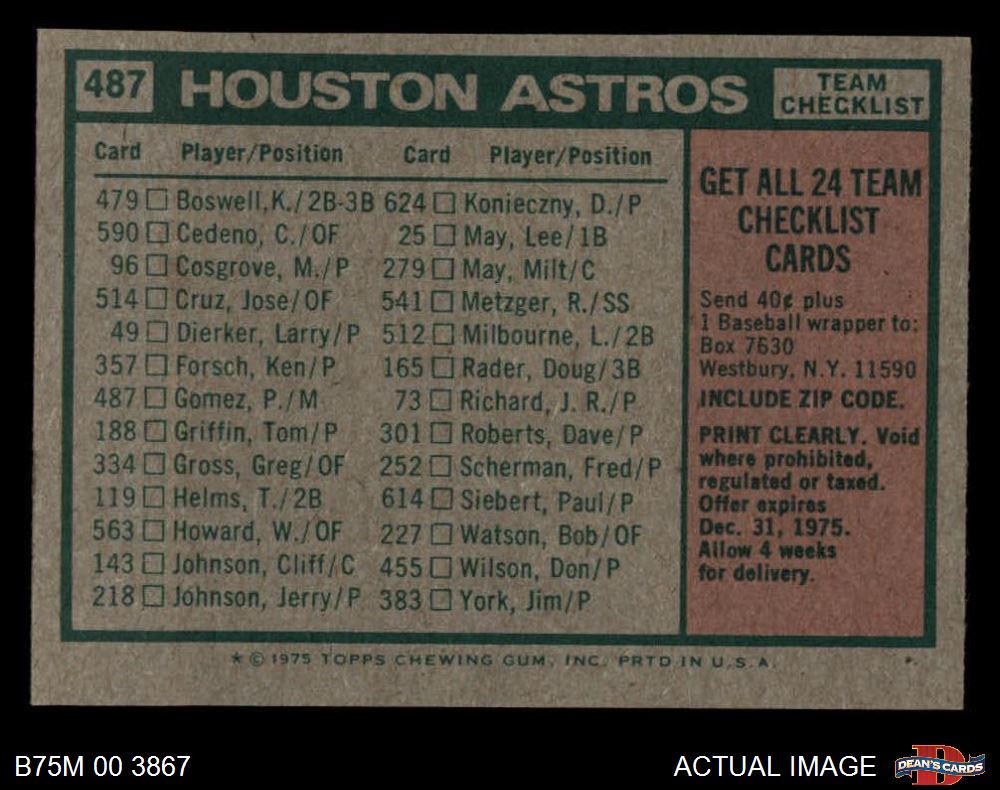 487 HOUSTON ASTROS TEAM CHECKLIST
Card Player/Position Card Player/Position
479 Boswell,K./2B-3B 624 Konieczny, D./P
590 Cedeno, C./OF 25 May, Lee/1B
96 Cosgrove, M./P 279 May, Milt/C
514 Cruz, Jose/OF 541 Metzger, R./SS
49 Dierker, Larry/P 512 Milbourne, L./2B
357 Forsch, Ken/P 165 Rader, Doug/3B
487 Gomez, P./M 73 Richard, J. R./P
188 Griffin, Tom/P 301 Roberts, Dave/P
334 Gross, Greg/OF 252 Scherman, Fred/P
119 Helms, T./2B 614 Siebert, Paul/P
563 Howard, W./OF 227 Watson, Bob/OF
143 Johnson, Cliff/C 455 Wilson, Don/P
218 Johnson, Jerry/P 383 York, Jim/P
GET ALL 24 TEAM
CHECKLIST
CARDS
Send 40¢ plus
1 Baseball wrapper to:
Box 7630
Westbury, N.Y. 11590
INCLUDE ZIP CODE.
PRINT CLEARLY. Void
where prohibited,
regulated or taxed.
Offer expires
Dec. 31, 1975.
Allow 4 weeks
for delivery.
* © 1975 TOPPS CHEWING GUM, INC. PRTD IN U.S.A.
B75M 00 3867 ACTUAL IMAGE D DEAN'S CARDS